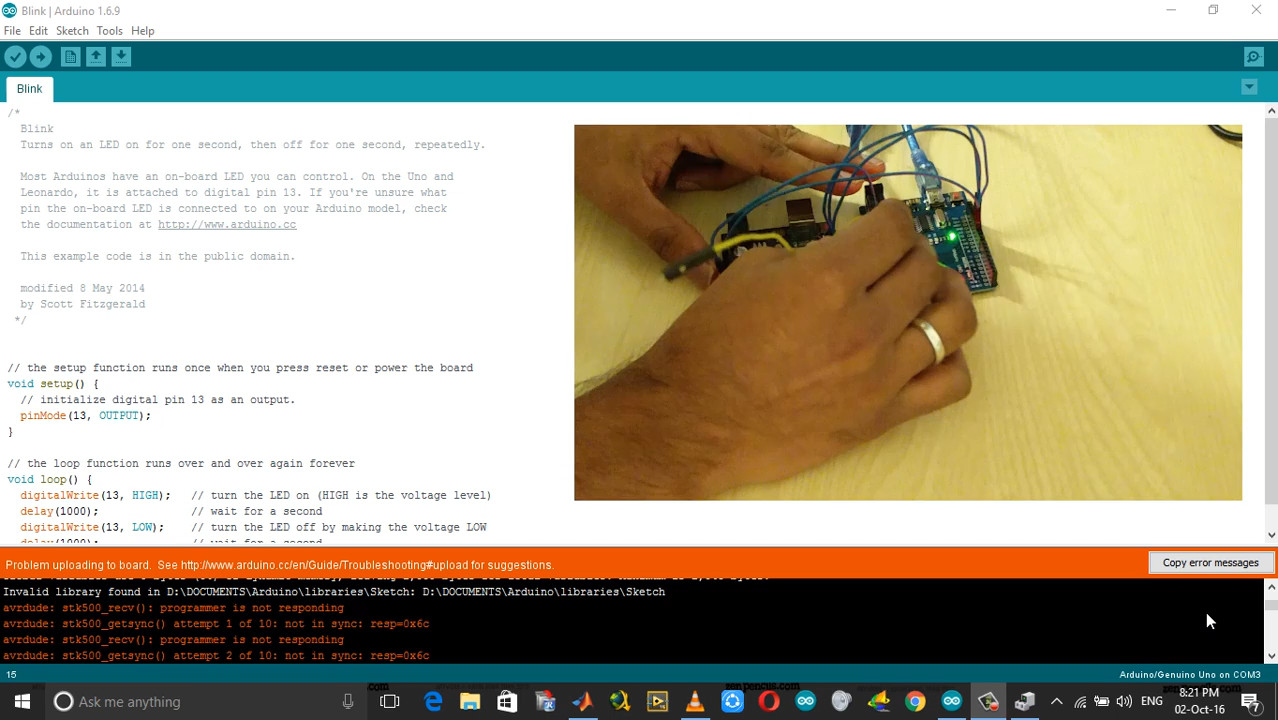 Blink | Arduino 1.6.9
File Edit Sketch Tools Help
Blink
/*
Blink
Turns on an LED on for one second, then off for one second, repeatedly.
Most Arduinos have an on-board LED you can control. On the Uno and
Leonardo, it is attached to digital pin 13. If you're unsure what
pin the on-board LED is connected to on your Arduino model, check
the documentation at http://www.arduino.cc
This example code is in the public domain.
modified 8 May 2014
by Scott Fitzgerald
*/
// the setup function runs once when you press reset or power the board
void setup() {
// initialize digital pin 13 as an output.
pinMode(13, OUTPUT);
}
// the loop function runs over and over again forever
void loop() {
digitalWrite(13, HIGH); // turn the LED on (HIGH is the voltage level)
delay(1000); // wait for a second
digitalWrite(13, LOW); // turn the LED off by making the voltage LOW
delay(1000); // wait for a second
Problem uploading to board. See http://www.arduino.cc/en/Guide/Troubleshooting#upload for suggestions.
Copy error messages
Invalid library found in D:\DOCUMENTS\Arduino\libraries\Sketch: D:\DOCUMENTS\Arduino\libraries\Sketch
avrdude: stk500_recv(): programmer is not responding
avrdude: stk500_getsync() attempt 1 of 10: not in sync: resp=0x6c
avrdude: stk500_recv(): programmer is not responding
avrdude: stk500_getsync() attempt 2 of 10: not in sync: resp=0x6c
15
Arduino/Genuino Uno on COM3
Ask me anything
ENG
8:21 PM
02-Oct-16
7